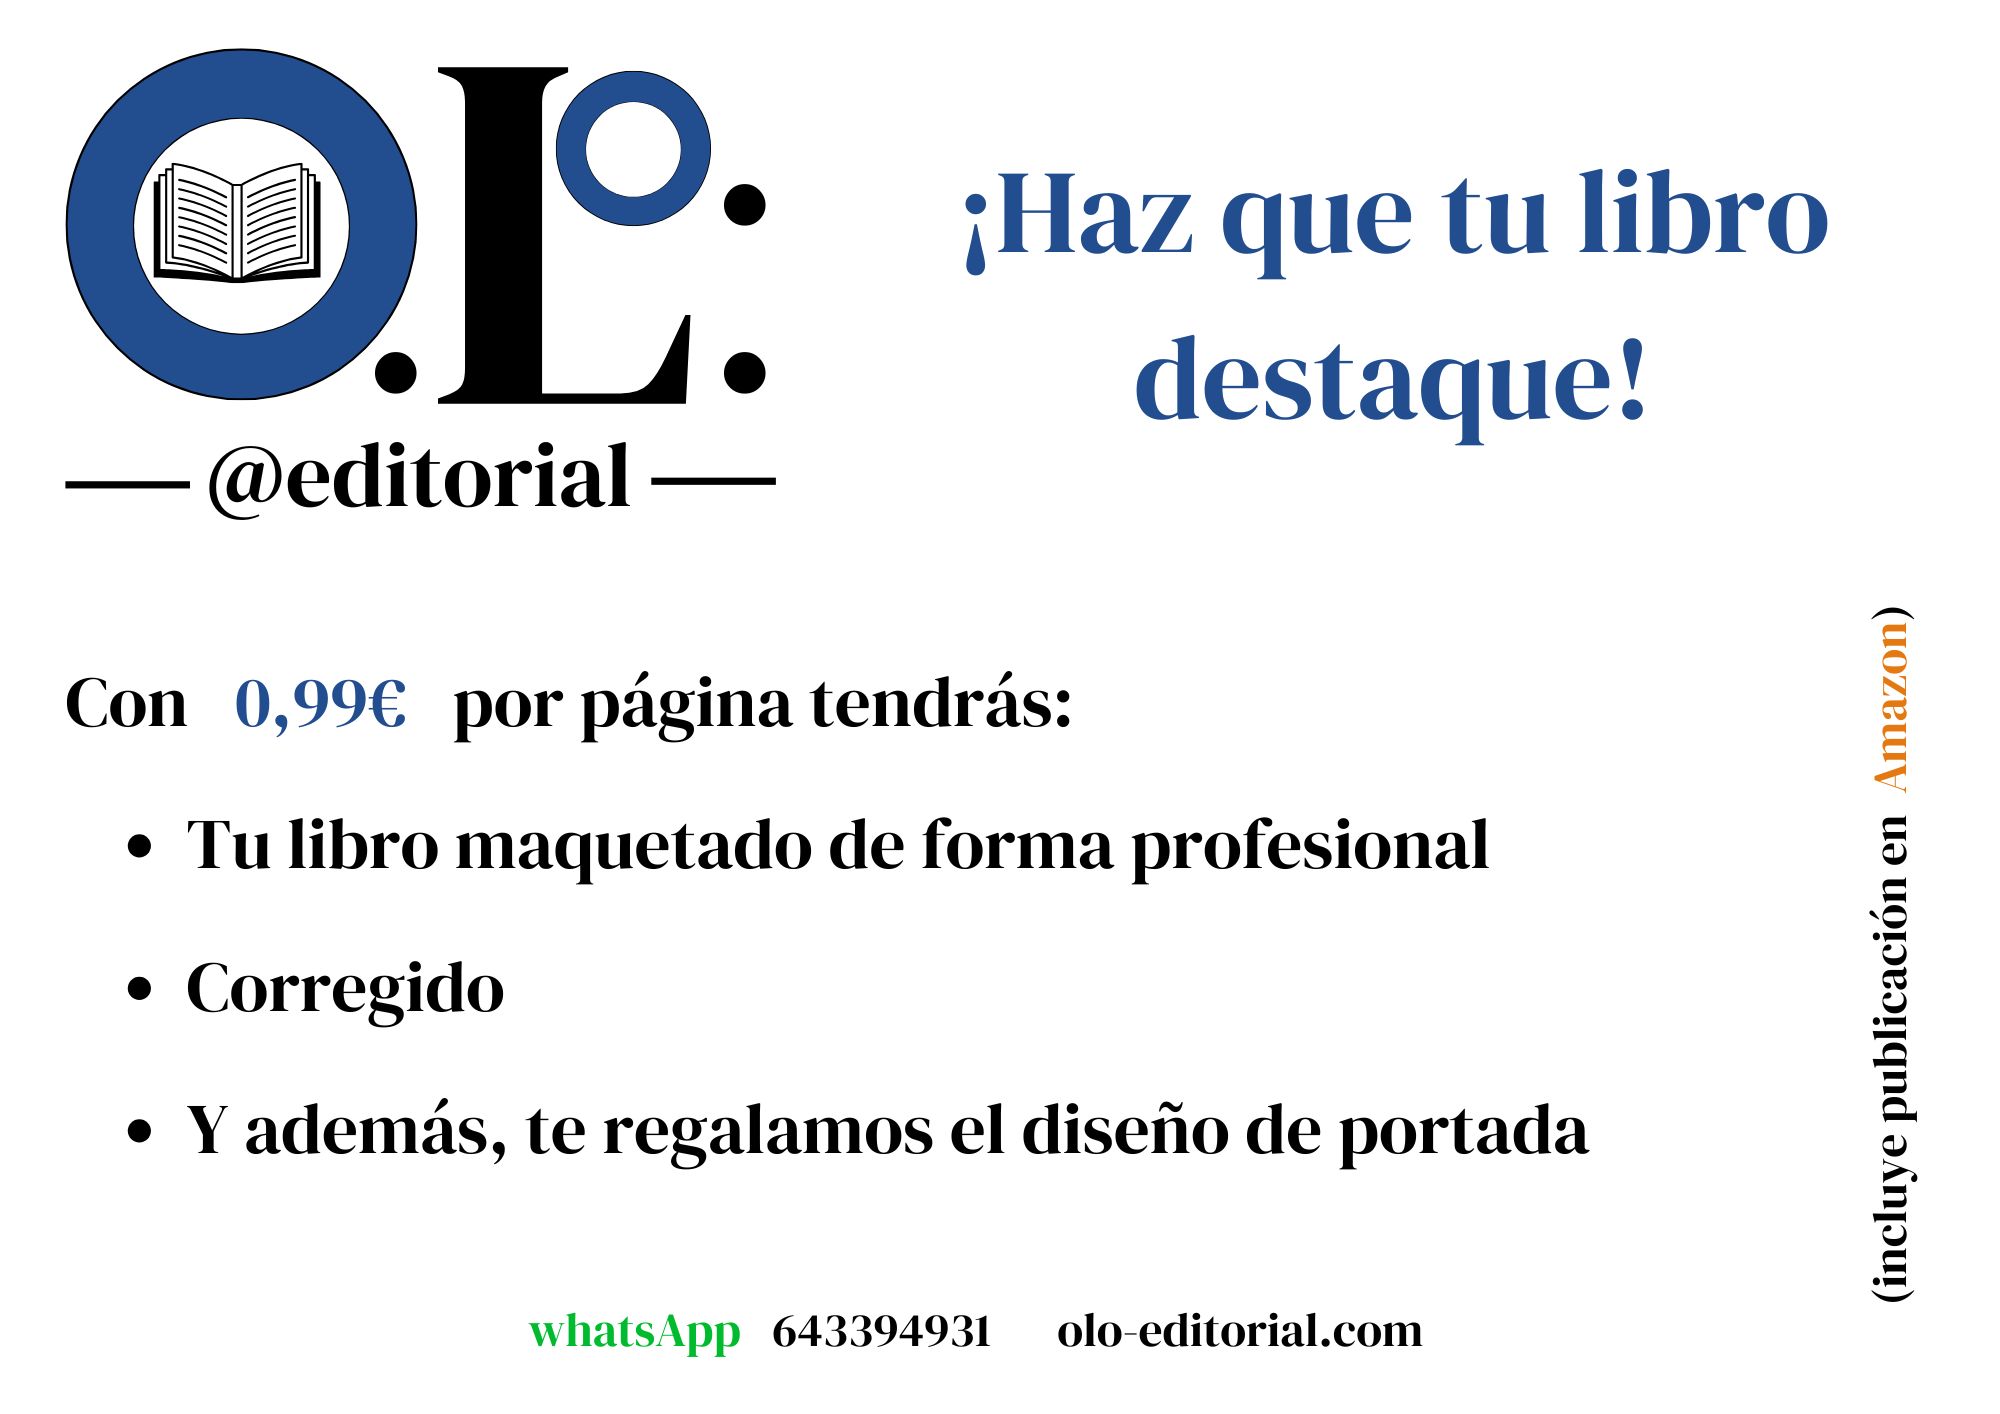 O.Lo:
@editorial
¡Haz que tu libro
destaque!
Con 0,99€ por página tendrás:
• Tu libro maquetado de forma profesional
• Corregido
• Y además, te regalamos el diseño de portada
(incluye publicación en Amazon)
whatsApp 643394931 olo-editorial.com